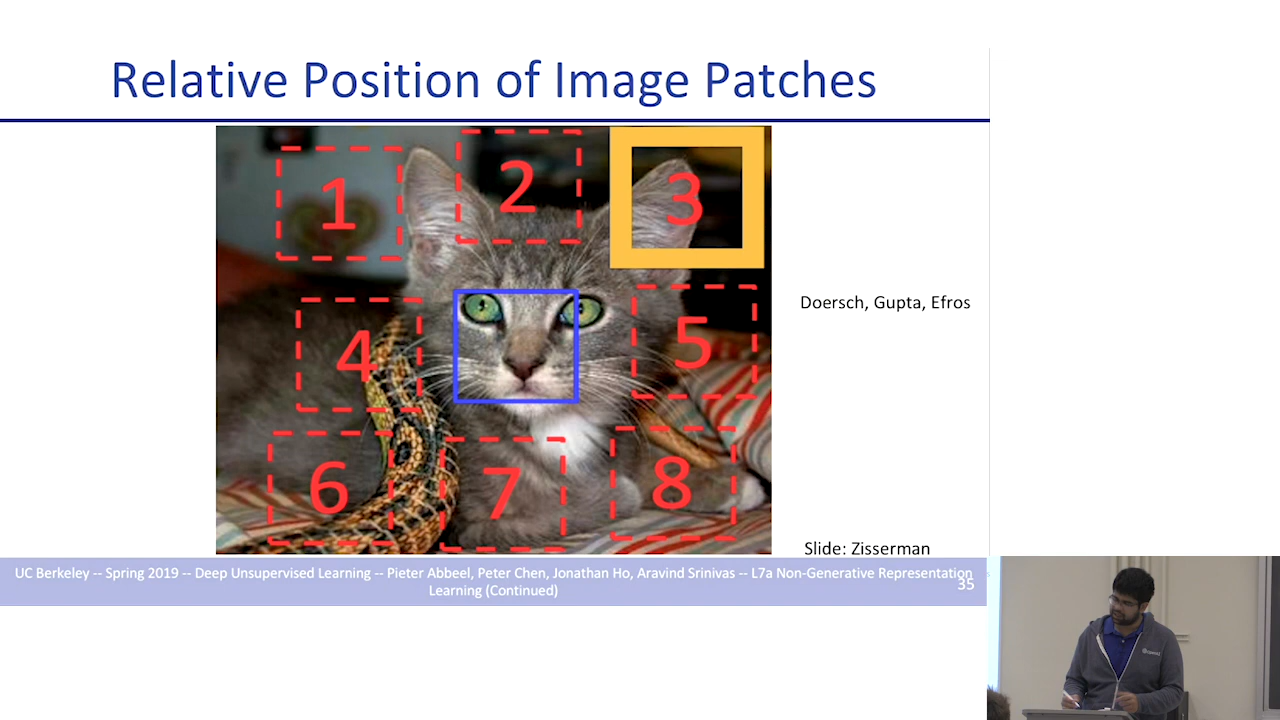 Relative Position of Image Patches
1
2
3
4
5
6
7
8
Doersch, Gupta, Efros
Slide: Zisserman
UC Berkeley -- Spring 2019 -- Deep Unsupervised Learning -- Pieter Abbeel, Peter Chen, Jonathan Ho, Aravind Srinivas -- L7a Non-Generative Representation
Learning (Continued)
35